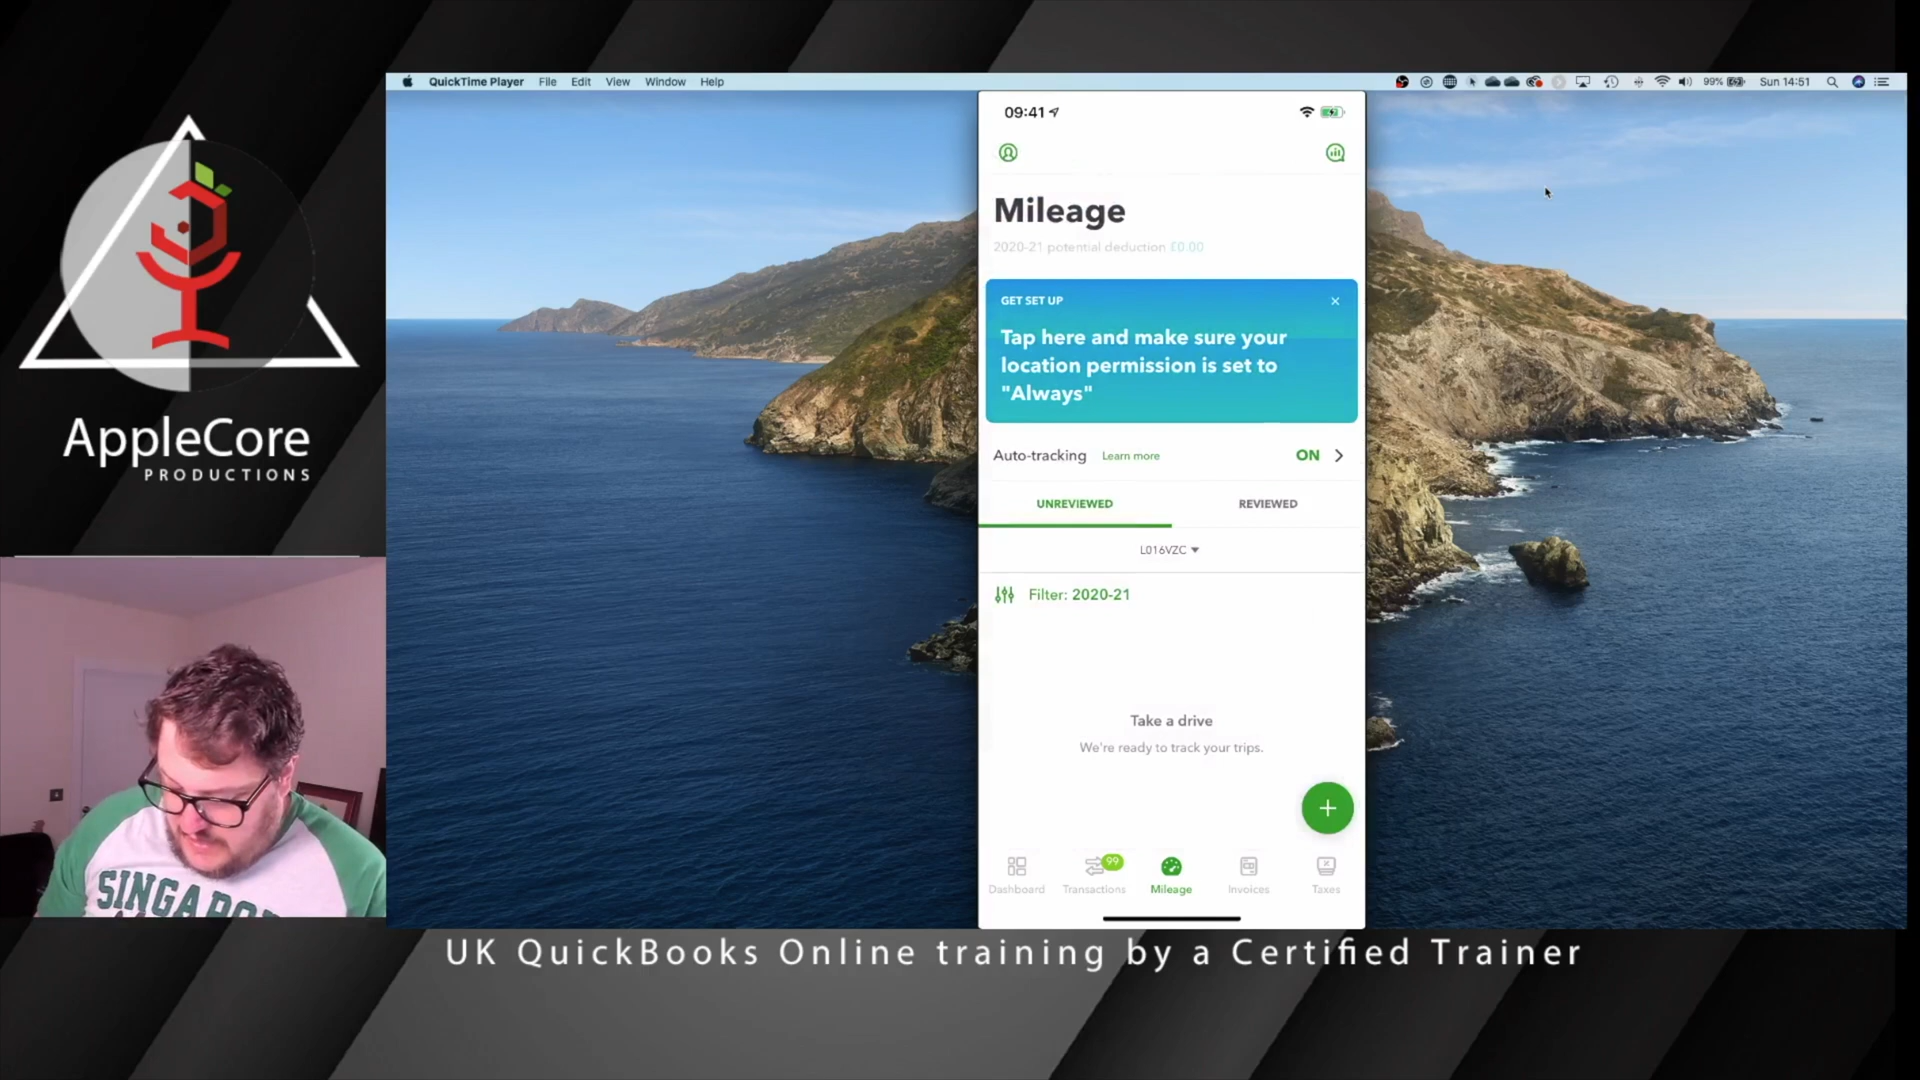 QuickTime Player File Edit View Window Help
99% Sun 14:51
09:41
Mileage
2020-21 potential deduction £0.00
GET SET UP
Tap here and make sure your
location permission is set to
"Always"
Auto-tracking Learn more ON
UNREVIEWED REVIEWED
L016VZC
Filter: 2020-21
Take a drive
We're ready to track your trips.
99
Dashboard Transactions Mileage Invoices Taxes
AppleCore
PRODUCTIONS
SINGAPO
UK QuickBooks Online training by a Certified Trainer